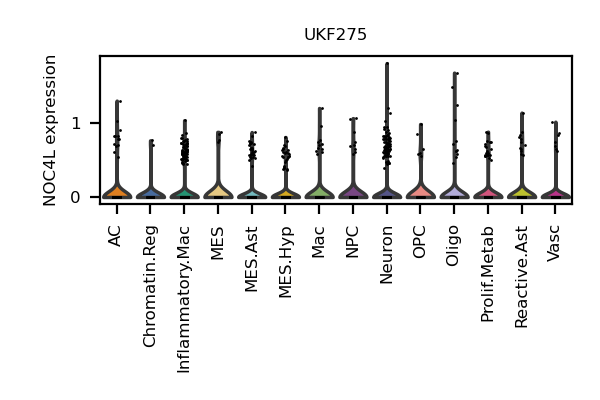 UKF275
NOC4L expression
1
0
AC
Chromatin.Reg
Inflammatory.Mac
MES
MES.Ast
MES.Hyp
Mac
NPC
Neuron
OPC
Oligo
Prolif.Metab
Reactive.Ast
Vasc